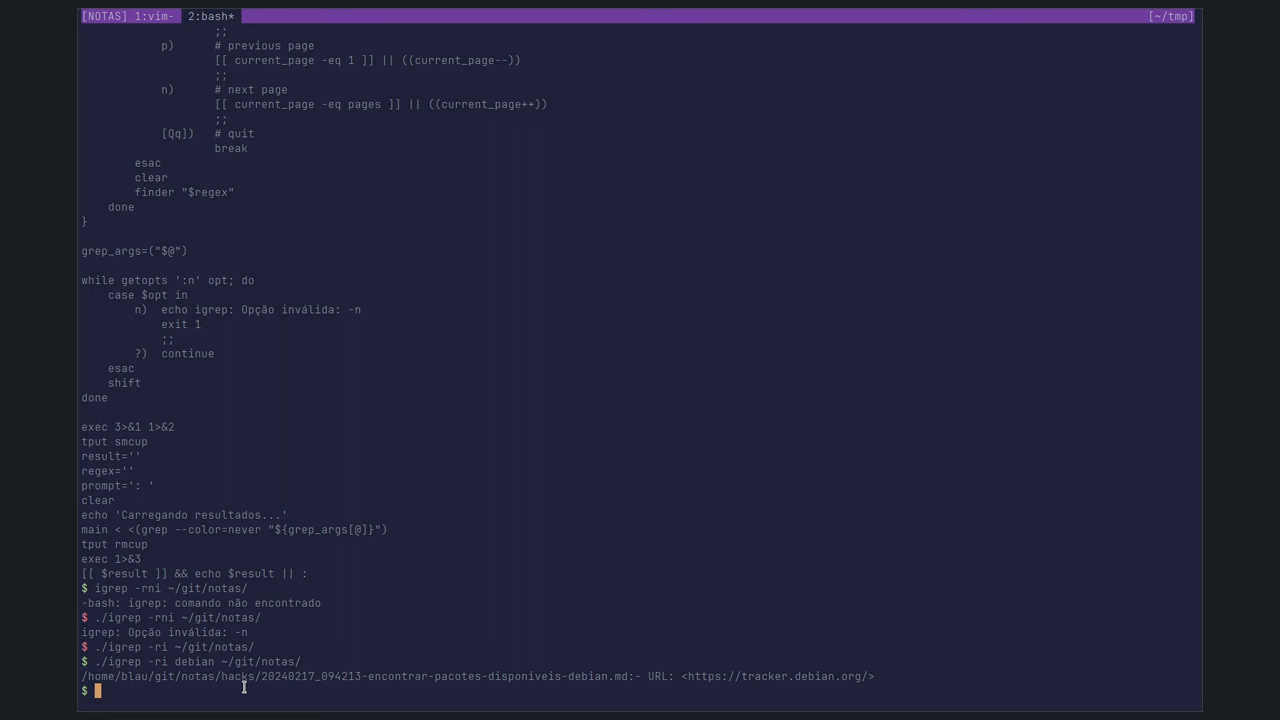 [NOTAS] 1:vim- 2:bash* [~/tmp]
;;
p) # previous page
[[ current_page -eq 1 ]] || ((current_page--))
;;
n) # next page
[[ current_page -eq pages ]] || ((current_page++))
;;
[Qq]) # quit
break
esac
clear
finder "$regex"
done
}
grep_args=("$@")
while getopts ':n' opt; do
case $opt in
n) echo igrep: Opção inválida: -n
exit 1
;;
?) continue
esac
shift
done
exec 3>&1 1>&2
tput smcup
result=''
regex=''
prompt=': '
clear
echo 'Carregando resultados...'
main < <(grep --color=never "${grep_args[@]}")
tput rmcup
exec 1>&3
[[ $result ]] && echo $result || :
$ igrep -rni ~/git/notas/
-bash: igrep: comando não encontrado
$ ./igrep -rni ~/git/notas/
igrep: Opção inválida: -n
$ ./igrep -ri ~/git/notas/
$ ./igrep -ri debian ~/git/notas/
/home/blau/git/notas/hacks/20240217_094213-encontrar-pacotes-disponiveis-debian.md:- URL: <https://tracker.debian.org/>
$